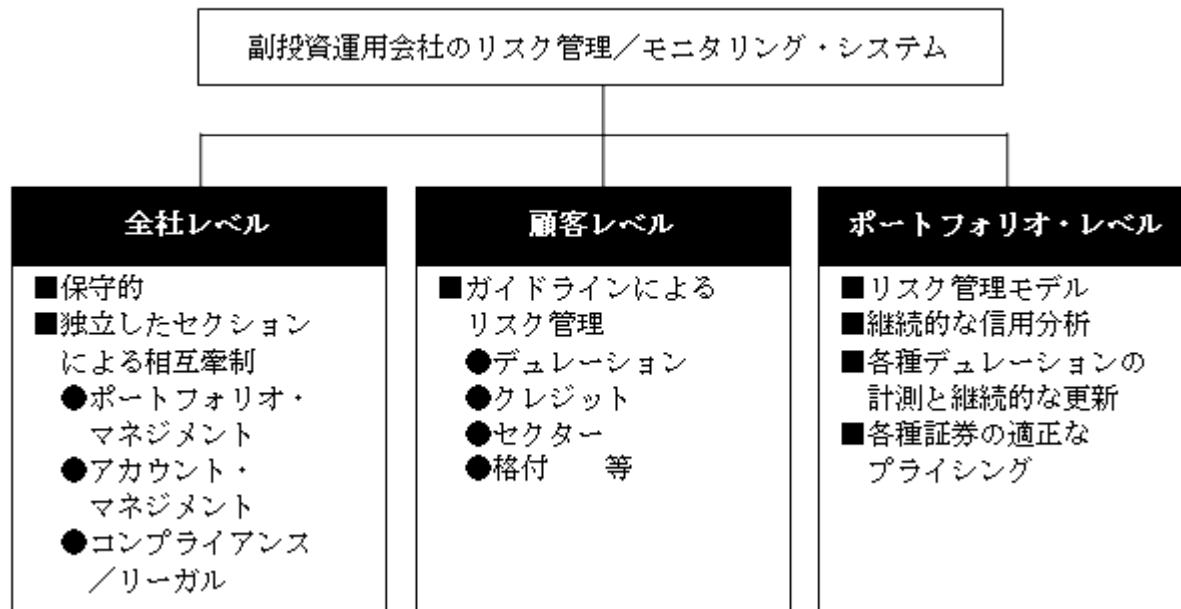 副投資運用会社のリスク管理／モニタリング・システム
全社レベル
■保守的
■独立したセクション
による相互牽制
●ポートフォリオ・
マネジメント
●アカウント・
マネジメント
●コンプライアンス
／リーガル
顧客レベル
■ガイドラインによる
リスク管理
●デュレーション
●クレジット
●セクター
●格付　　等
ポートフォリオ・レベル
■リスク管理モデル
■継続的な信用分析
■各種デュレーションの
計測と継続的な更新
■各種証券の適正な
プライシング